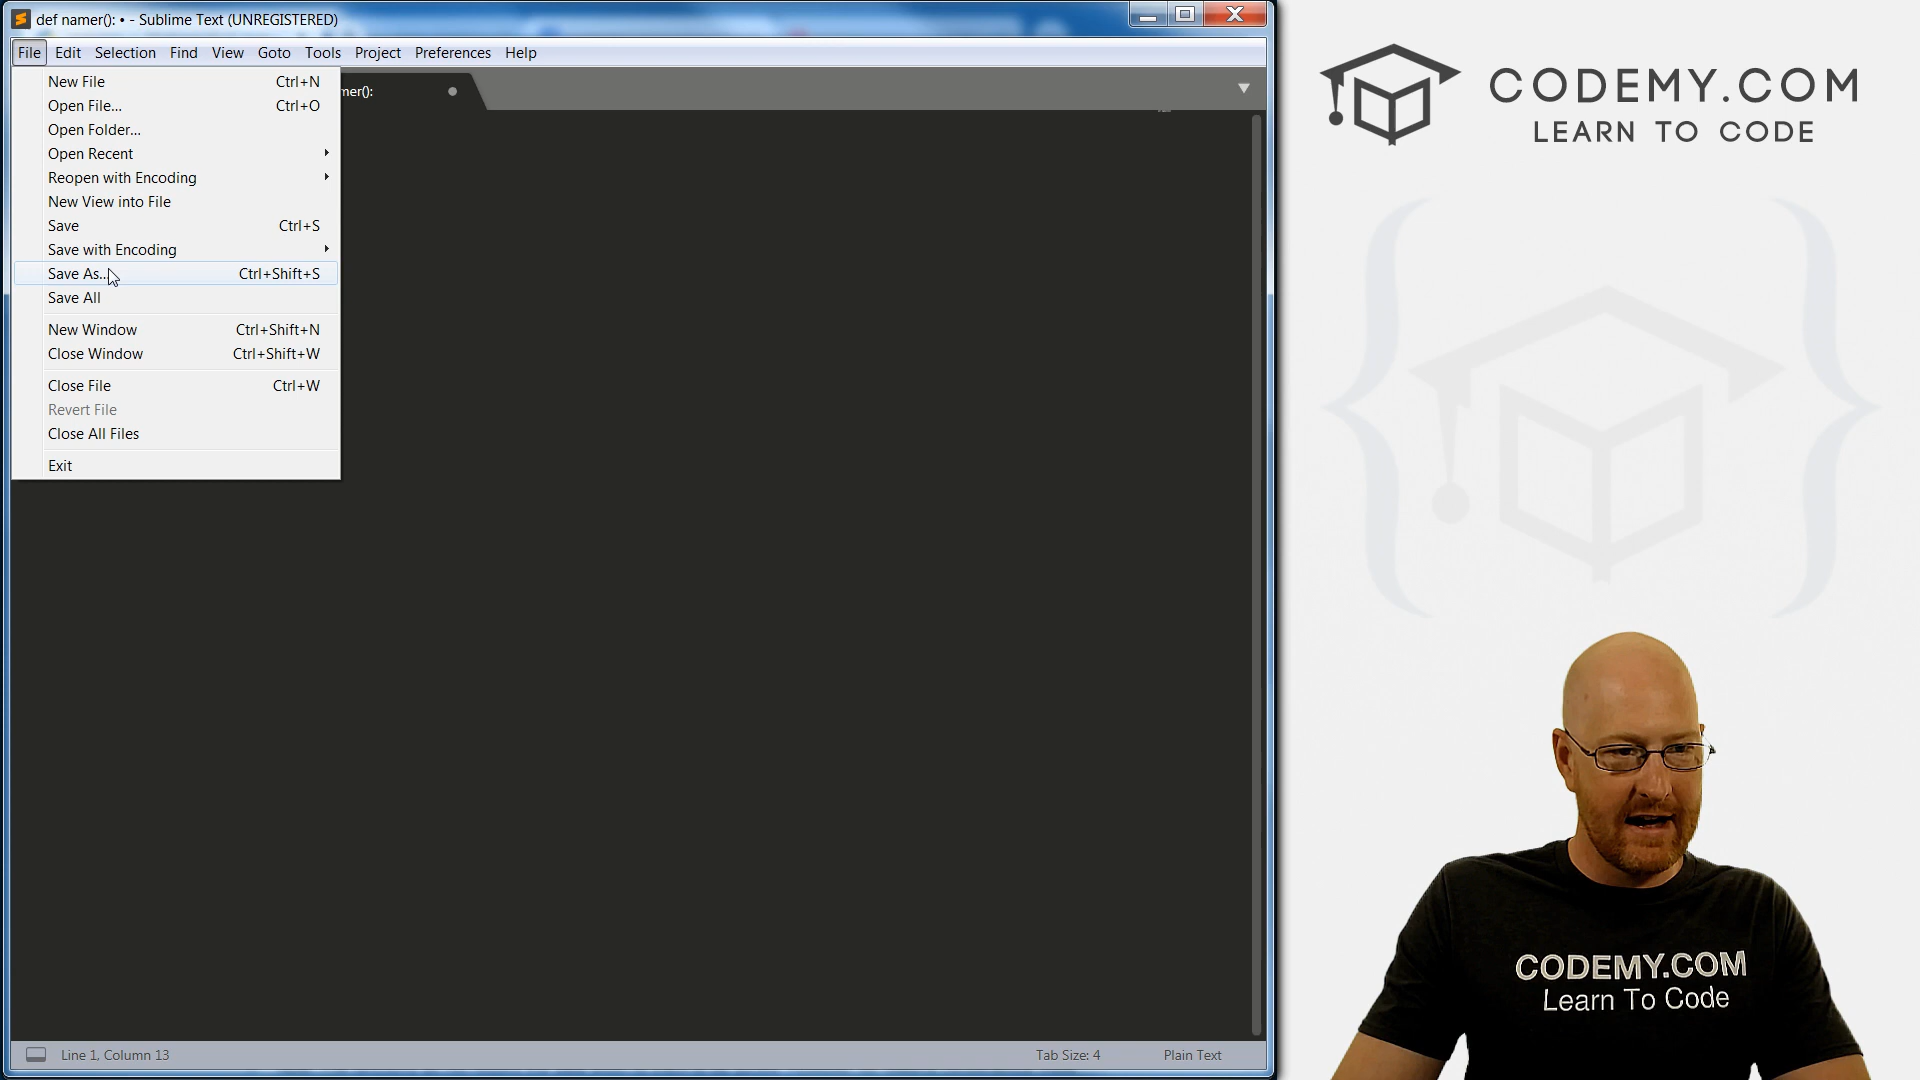 def namer(): • - Sublime Text (UNREGISTERED)
File Edit Selection Find View Goto Tools Project Preferences Help
mer():
New File Ctrl+N
Open File... Ctrl+O
Open Folder...
Open Recent
Reopen with Encoding
New View into File
Save Ctrl+S
Save with Encoding
Save As... Ctrl+Shift+S
Save All
New Window Ctrl+Shift+N
Close Window Ctrl+Shift+W
Close File Ctrl+W
Revert File
Close All Files
Exit
Line 1, Column 13
Tab Size: 4
Plain Text
CODEMY.COM
LEARN TO CODE
CODEMY.COM
Learn To Code